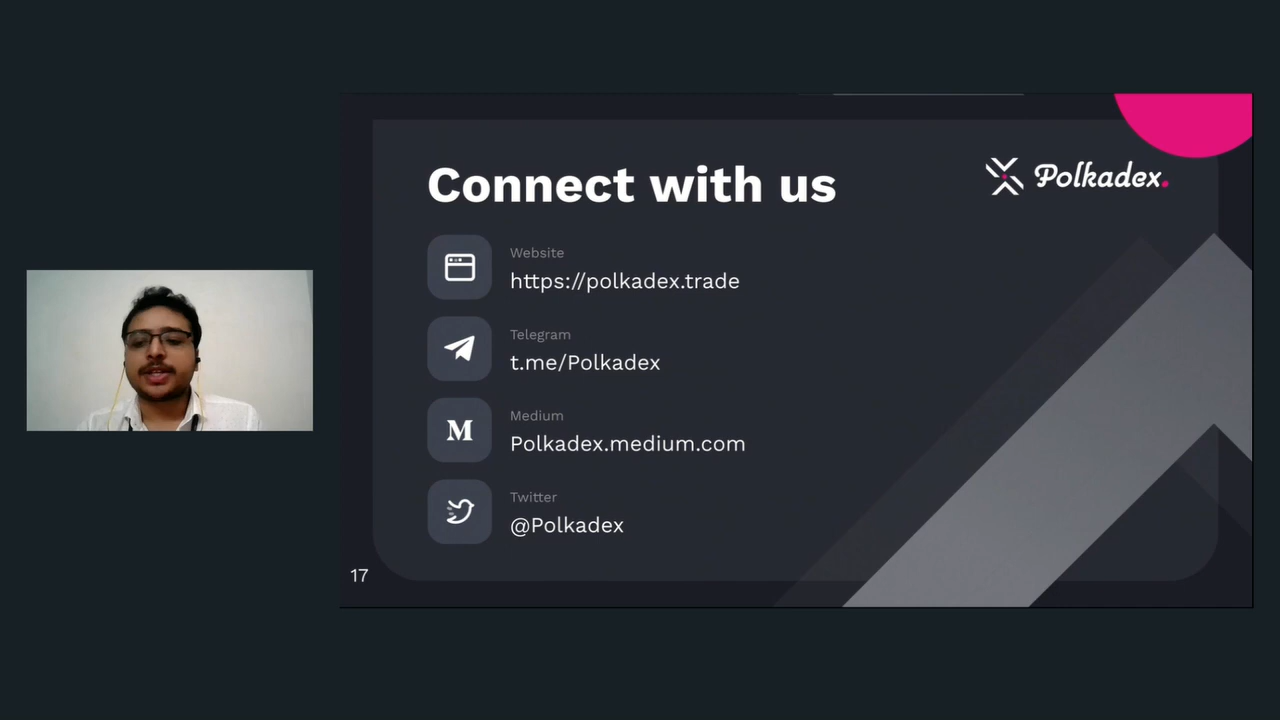 Connect with us
Polkadex.
Website
https://polkadex.trade
Telegram
t.me/Polkadex
M
Medium
Polkadex.medium.com
Twitter
@Polkadex
17